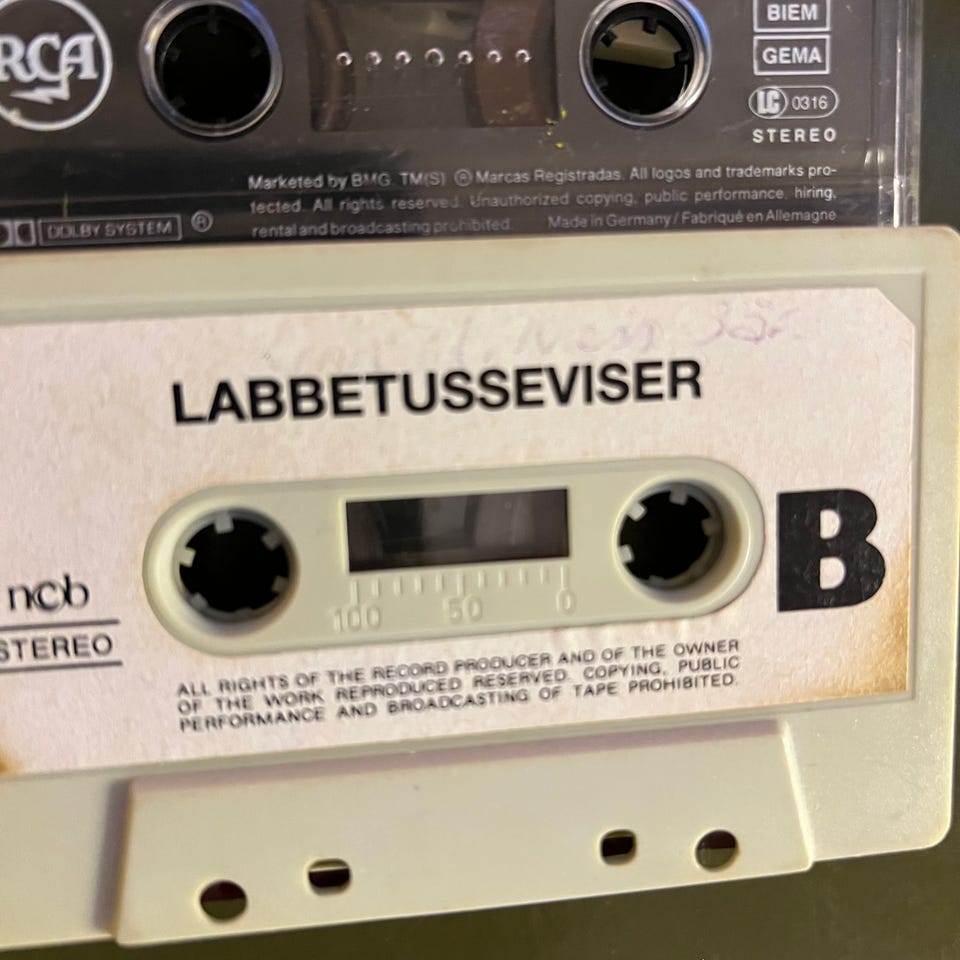 RCA
BIEM
GEMA
LC 0316
STEREO
Marketed by BMG. TM(S) ® Marcas Registradas. All logos and trademarks pro-
tected. All rights reserved. Unauthorized copying, public performance, hiring,
rental and broadcasting prohibited. Made in Germany / Fabriqué en Allemagne
DOLBY SYSTEM ®
LABBETUSSEVISER
B
ncb
STEREO
100 50 0
ALL RIGHTS OF THE RECORD PRODUCER AND OF THE OWNER
OF THE WORK REPRODUCED RESERVED. COPYING, PUBLIC
PERFORMANCE AND BROADCASTING OF TAPE PROHIBITED.